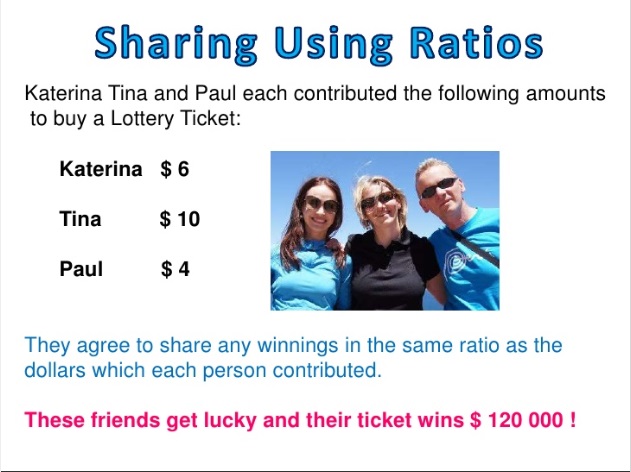 Sharing Using Ratios
Katerina Tina and Paul each contributed the following amounts
to buy a Lottery Ticket:
Katerina $ 6
Tina $ 10
Paul $ 4
They agree to share any winnings in the same ratio as the
dollars which each person contributed.
These friends get lucky and their ticket wins $ 120 000 !